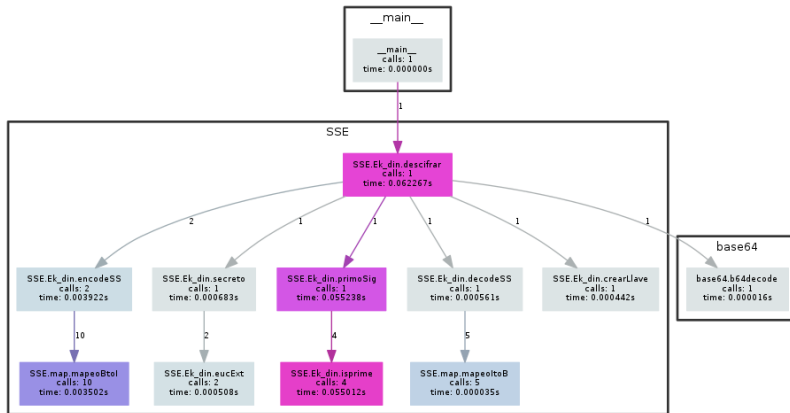 __main__
__main__
calls: 1
time: 0.000000s
1
SSE
SSE.Ek_din.descifrar
calls: 1
time: 0.062267s
2
1
1
1
1
1
base64
SSE.Ek_din.encodeSS
calls: 2
time: 0.003922s
SSE.Ek_din.secreto
calls: 1
time: 0.000683s
SSE.Ek_din.primoSig
calls: 1
time: 0.055238s
SSE.Ek_din.decodeSS
calls: 1
time: 0.000561s
SSE.Ek_din.crearLlave
calls: 1
time: 0.000442s
base64.b64decode
calls: 1
time: 0.000016s
10
2
4
5
SSE.map.mapeoBtoI
calls: 10
time: 0.003502s
SSE.Ek_din.eucExt
calls: 2
time: 0.000508s
SSE.Ek_din.isprime
calls: 4
time: 0.055012s
SSE.map.mapeoItoB
calls: 5
time: 0.000035s